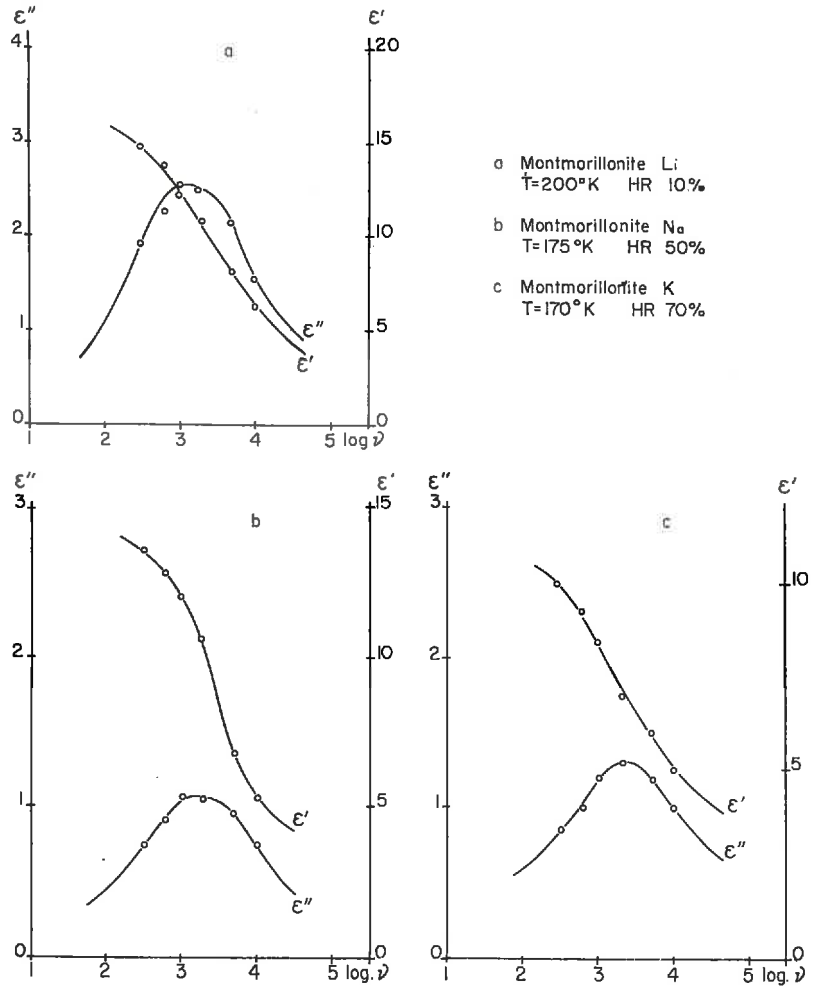 ε" ε'
4 20
a
3 15
2 10
1 5
ε"
ε'
0 0
1 2 3 4 5 log ν
a Montmorillonite Li
T=200°K HR 10%
b Montmorillonite Na
T=175°K HR 50%
c Montmorillonite K
T=170°K HR 70%
ε" ε'
3 15
b
2 10
1 5
ε'
ε"
0 0
1 2 3 4 5 log. ν
ε" ε'
3
c
10
2
5
1
ε'
ε"
0 0
1 2 3 4 5 log. ν